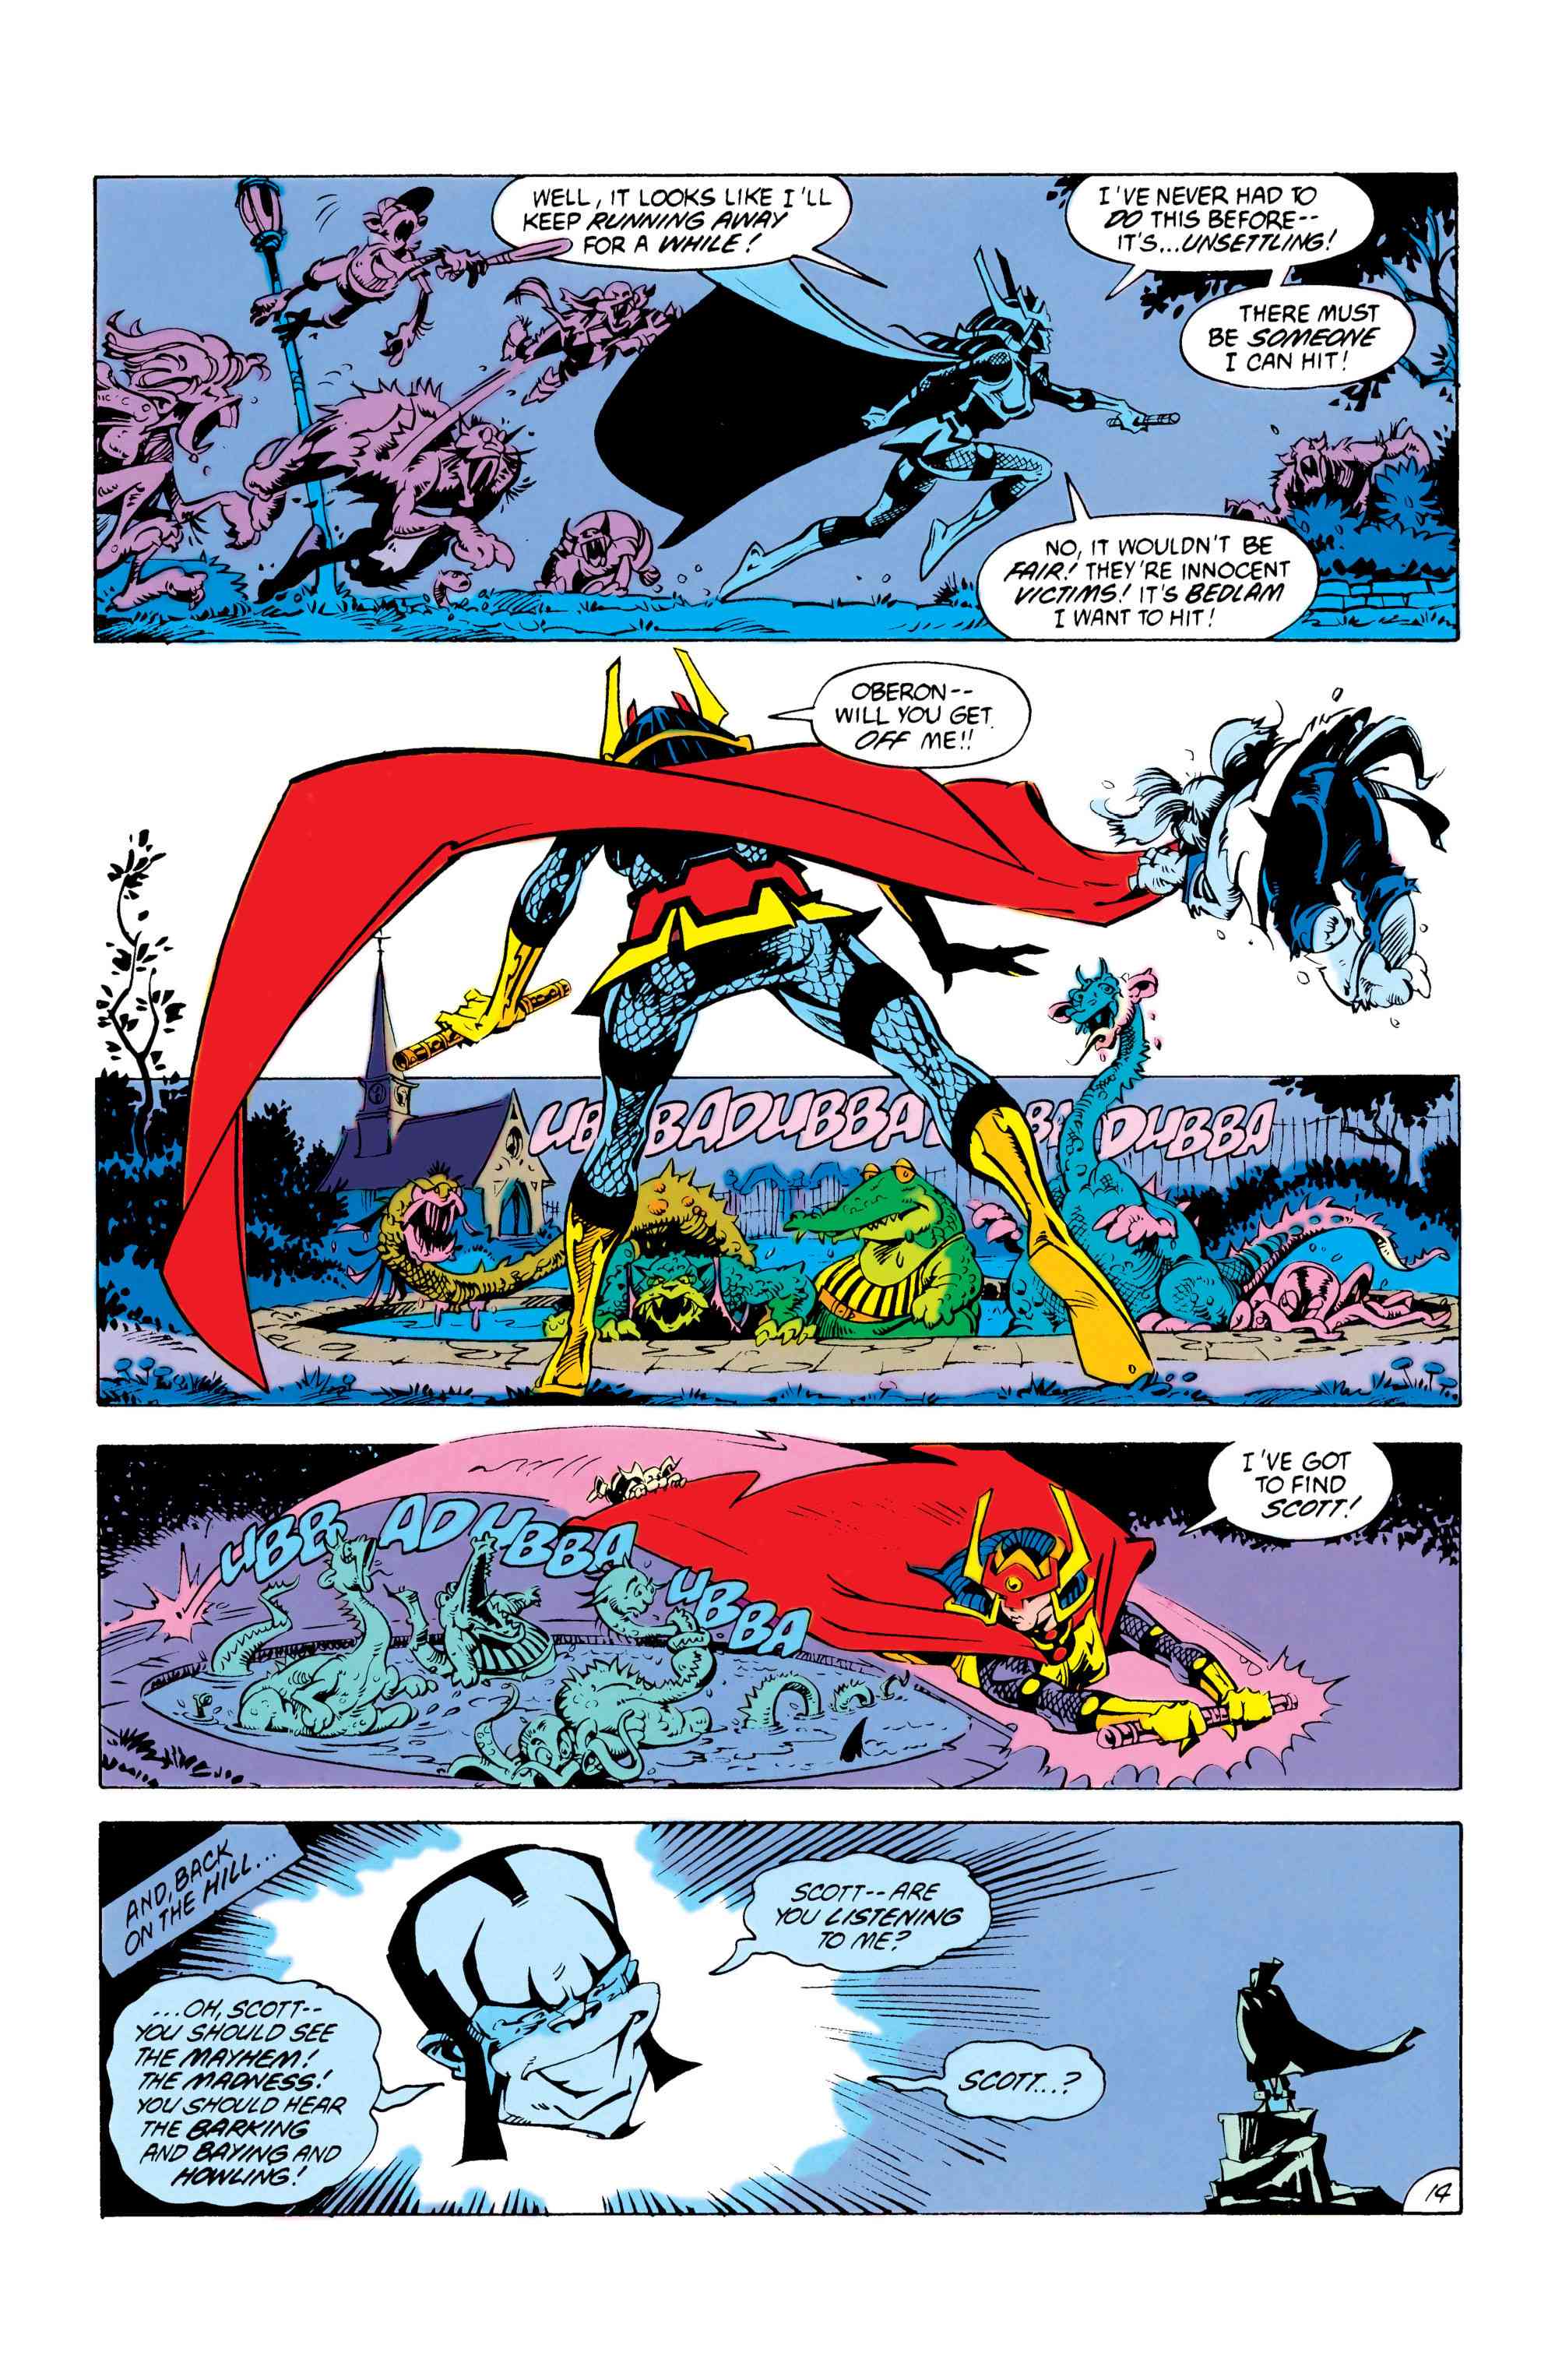 WELL, IT LOOKS LIKE I'LL
KEEP RUNNING AWAY
FOR A WHILE!
I'VE NEVER HAD TO
DO THIS BEFORE--
IT'S...UNSETTLING!
THERE MUST
BE SOMEONE
I CAN HIT!
NO, IT WOULDN'T BE
FAIR! THEY'RE INNOCENT
VICTIMS! IT'S BEDLAM
I WANT TO HIT!
OBERON--
WILL YOU GET
OFF ME!!
UBBADUBBA DUBBA
I'VE GOT
TO FIND
SCOTT!
UBB ADUBBA
UBBA
AND, BACK
ON THE HILL...
SCOTT--ARE
YOU LISTENING
TO ME?
...OH, SCOTT--
YOU SHOULD SEE
THE MAYHEM!
THE MADNESS!
YOU SHOULD HEAR
THE BARKING
AND BAYING AND
HOWLING!
SCOTT...?
14